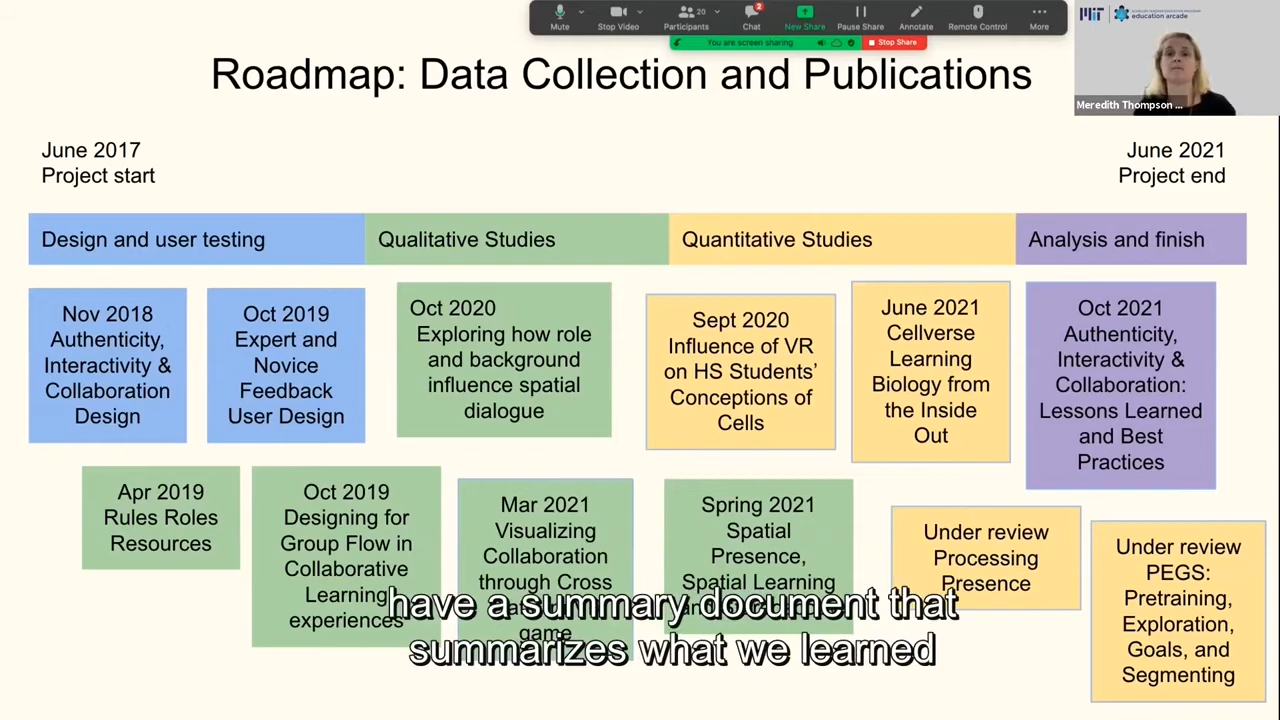 20
2
Mute
Stop Video
Participants
Chat
New Share
Pause Share
Annotate
Remote Control
More
You are screen sharing
Stop Share
MIT
education arcade
Meredith Thompson ...
Roadmap: Data Collection and Publications
June 2017
Project start
June 2021
Project end
Design and user testing
Qualitative Studies
Quantitative Studies
Analysis and finish
Nov 2018
Authenticity,
Interactivity &
Collaboration
Design
Oct 2019
Expert and
Novice
Feedback
User Design
Oct 2020
Exploring how role
and background
influence spatial
dialogue
Sept 2020
Influence of VR
on HS Students’
Conceptions of
Cells
June 2021
Cellverse
Learning
Biology from
the Inside
Out
Oct 2021
Authenticity,
Interactivity &
Collaboration:
Lessons Learned
and Best
Practices
Apr 2019
Rules Roles
Resources
Oct 2019
Designing for
Group Flow in
Collaborative
Learning
experiences
Mar 2021
Visualizing
Collaboration
through Cross
game
Spring 2021
Spatial
Presence,
Spatial Learning
Under review
Processing
Presence
Under review
PEGS:
Pretraining,
Exploration,
Goals, and
Segmenting
have a summary document that
summarizes what we learned